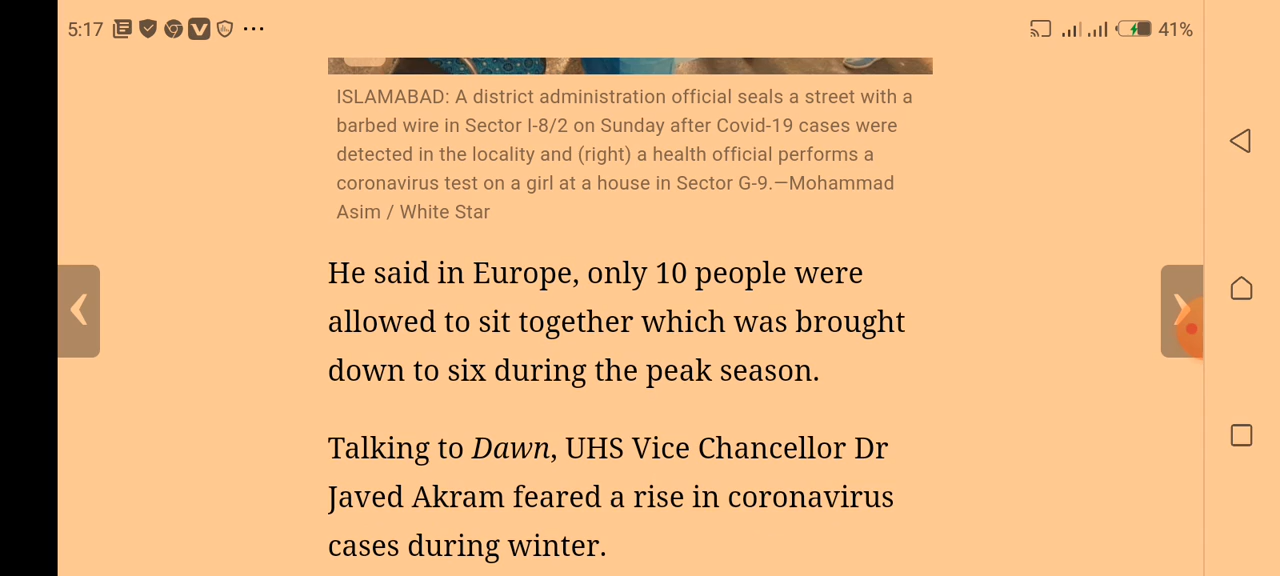 5:17
41%
ISLAMABAD: A district administration official seals a street with a
barbed wire in Sector I-8/2 on Sunday after Covid-19 cases were
detected in the locality and (right) a health official performs a
coronavirus test on a girl at a house in Sector G-9.—Mohammad
Asim / White Star
He said in Europe, only 10 people were
allowed to sit together which was brought
down to six during the peak season.
Talking to Dawn, UHS Vice Chancellor Dr
Javed Akram feared a rise in coronavirus
cases during winter.